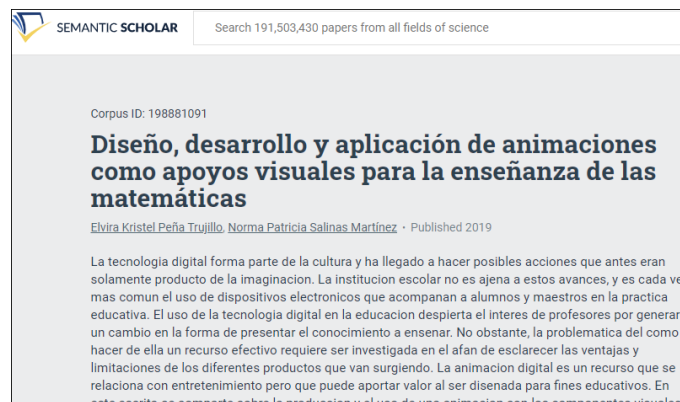 SEMANTIC SCHOLAR Search 191,503,430 papers from all fields of science
Corpus ID: 198881091
Diseño, desarrollo y aplicación de animaciones
como apoyos visuales para la enseñanza de las
matemáticas
Elvira Kristel Peña Trujillo, Norma Patricia Salinas Martínez · Published 2019
La tecnologia digital forma parte de la cultura y ha llegado a hacer posibles acciones que antes eran
solamente producto de la imaginacion. La institucion escolar no es ajena a estos avances, y es cada ve
mas comun el uso de dispositivos electronicos que acompanan a alumnos y maestros en la practica
educativa. El uso de la tecnologia digital en la educacion despierta el interes de profesores por generar
un cambio en la forma de presentar el conocimiento a ensenar. No obstante, la problematica del como
hacer de ella un recurso efectivo requiere ser investigada en el afan de esclarecer las ventajas y
limitaciones de los diferentes productos que van surgiendo. La animacion digital es un recurso que se
relaciona con entretenimiento pero que puede aportar valor al ser disenada para fines educativos. En